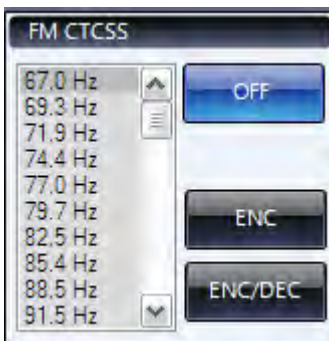 FM CTCSS
67.0 Hz
69.3 Hz
71.9 Hz
74.4 Hz
77.0 Hz
79.7 Hz
82.5 Hz
85.4 Hz
88.5 Hz
91.5 Hz
OFF
ENC
ENC/DEC